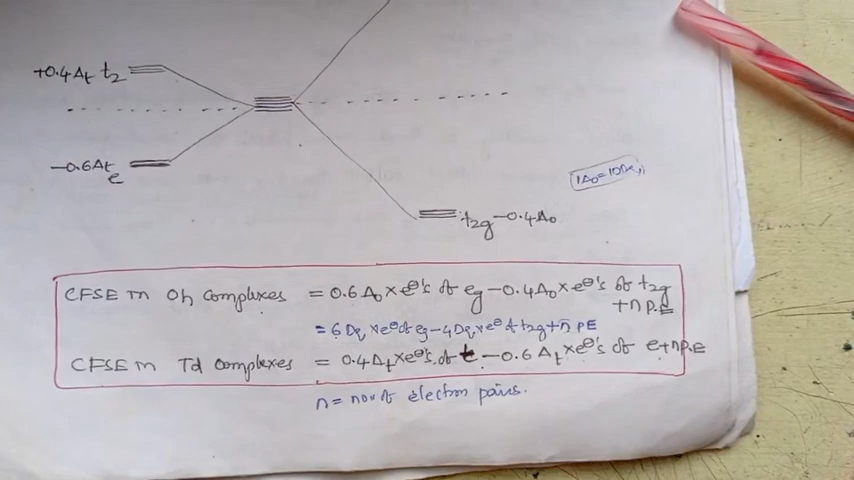 +0.4Δt t2
-0.6Δt e
1Δo=10Dq
t2g-0.4Δo
CFSE in Oh complexes = 0.6Δo×e⊖'s of eg-0.4Δo×e⊖'s of t2g
+n P.E
= 6Dq×e⊖of eg-4Dq×e⊖of t2g+n PE
CFSE in Td complexes = 0.4Δt×e⊖'s of t -0.6Δt×e⊖'s of e+nP.E
n= no of electron pairs.